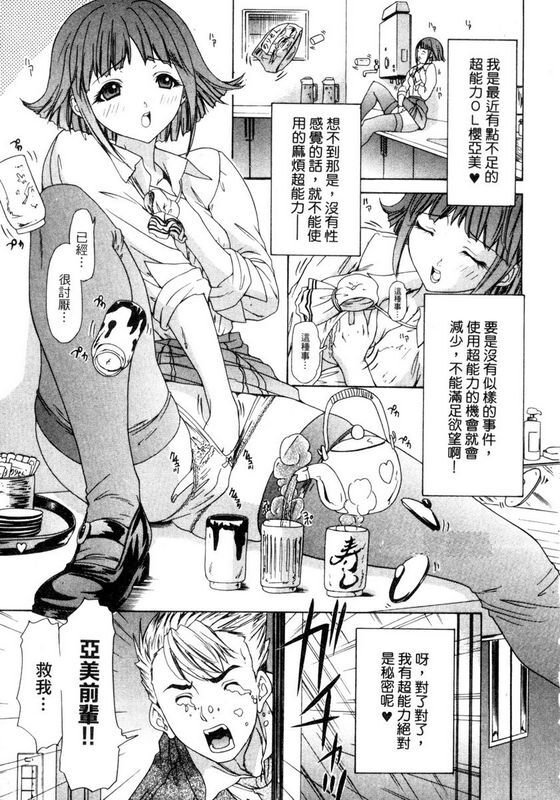 我是最近有點不足的
超能力OL櫻亞美♥
想不到那是，沒有性
感覺的話，就不能使
用的麻煩超能力——
這種事…
這種事…
已經…
很討厭…
要是沒有似樣的事件，
使用超能力的機會就會
減少，不能滿足欲望啊！
壽
呀，對了對了，
我有超能力絕對
是秘密呢♥
亞美前輩!!
救我…